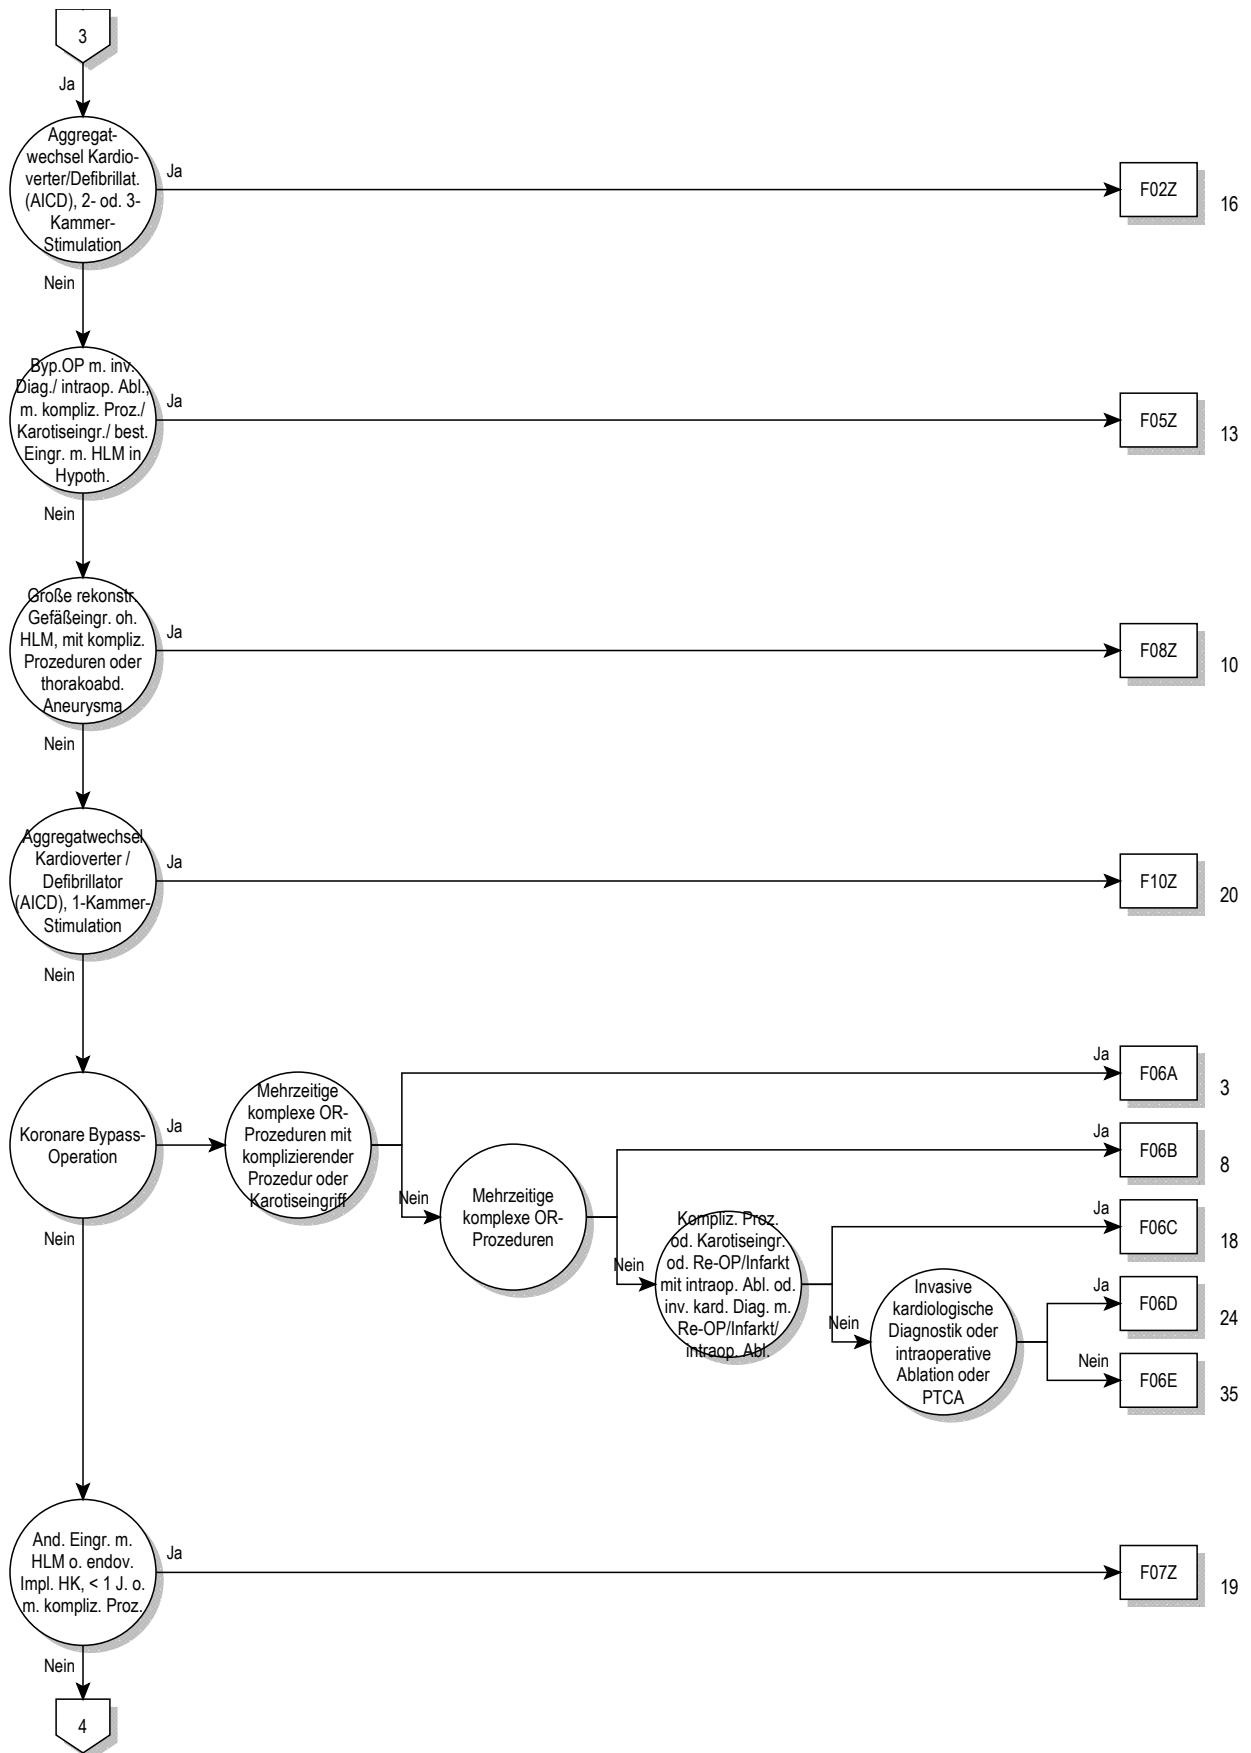 3
Ja
Aggregat-
wechsel Kardio-
verter/Defibrillat.
(AICD), 2- od. 3-
Kammer-
Stimulation
Ja
F02Z
16
Nein
Byp.OP m. inv.
Diag./ intraop. Abl.,
m. kompliz. Proz./
Karotiseingr./ best.
Eingr. m. HLM in
Hypoth.
Ja
F05Z
13
Nein
Große rekonstr.
Gefäßeingr. oh.
HLM, mit kompliz.
Prozeduren oder
thorakoabd.
Aneurysma
Ja
F08Z
10
Nein
Aggregatwechsel
Kardioverter /
Defibrillator
(AICD), 1-Kammer-
Stimulation
Ja
F10Z
20
Nein
Koronare Bypass-
Operation
Ja
Mehrzeitige
komplexe OR-
Prozeduren mit
komplizierender
Prozedur oder
Karotiseingriff
Ja
F06A
3
Nein
Mehrzeitige
komplexe OR-
Prozeduren
Ja
F06B
8
Nein
Kompliz. Proz.
od. Karotiseingr.
od. Re-OP/Infarkt
mit intraop. Abl. od.
inv. kard. Diag. m.
Re-OP/Infarkt/
intraop. Abl.
Ja
F06C
18
Nein
Invasive
kardiologische
Diagnostik oder
intraoperative
Ablation oder
PTCA
Ja
F06D
24
Nein
F06E
35
Nein
And. Eingr. m.
HLM o. endov.
Impl. HK, < 1 J. o.
m. kompliz. Proz.
Ja
F07Z
19
Nein
4